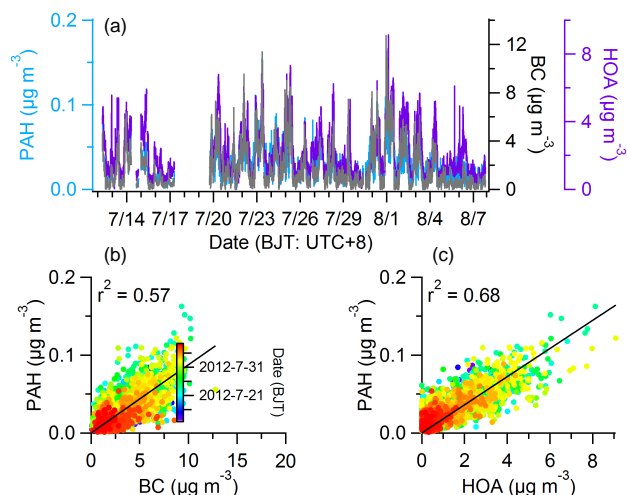 (a)
0.2
0.1
0.0
PAH (µg m⁻³)
12
8
4
0
BC (µg m⁻³)
8
4
0
HOA (µg m⁻³)
7/14 7/17 7/20 7/23 7/26 7/29 8/1 8/4 8/7
Date (BJT: UTC+8)
(b)
r² = 0.57
0.2
0.1
0.0
PAH (µg m⁻³)
2012-7-31
2012-7-21
Date (BJT)
0 5 10 15 20
BC (µg m⁻³)
(c)
r² = 0.68
0.2
0.1
0.0
PAH (µg m⁻³)
0 2 4 6 8
HOA (µg m⁻³)